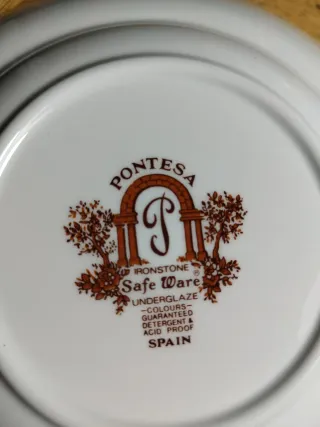 PONTESA
P
IRONSTONE
Safe Ware ®
UNDERGLAZE
-COLOURS-
GUARANTEED
DETERGENT &
ACID PROOF
SPAIN